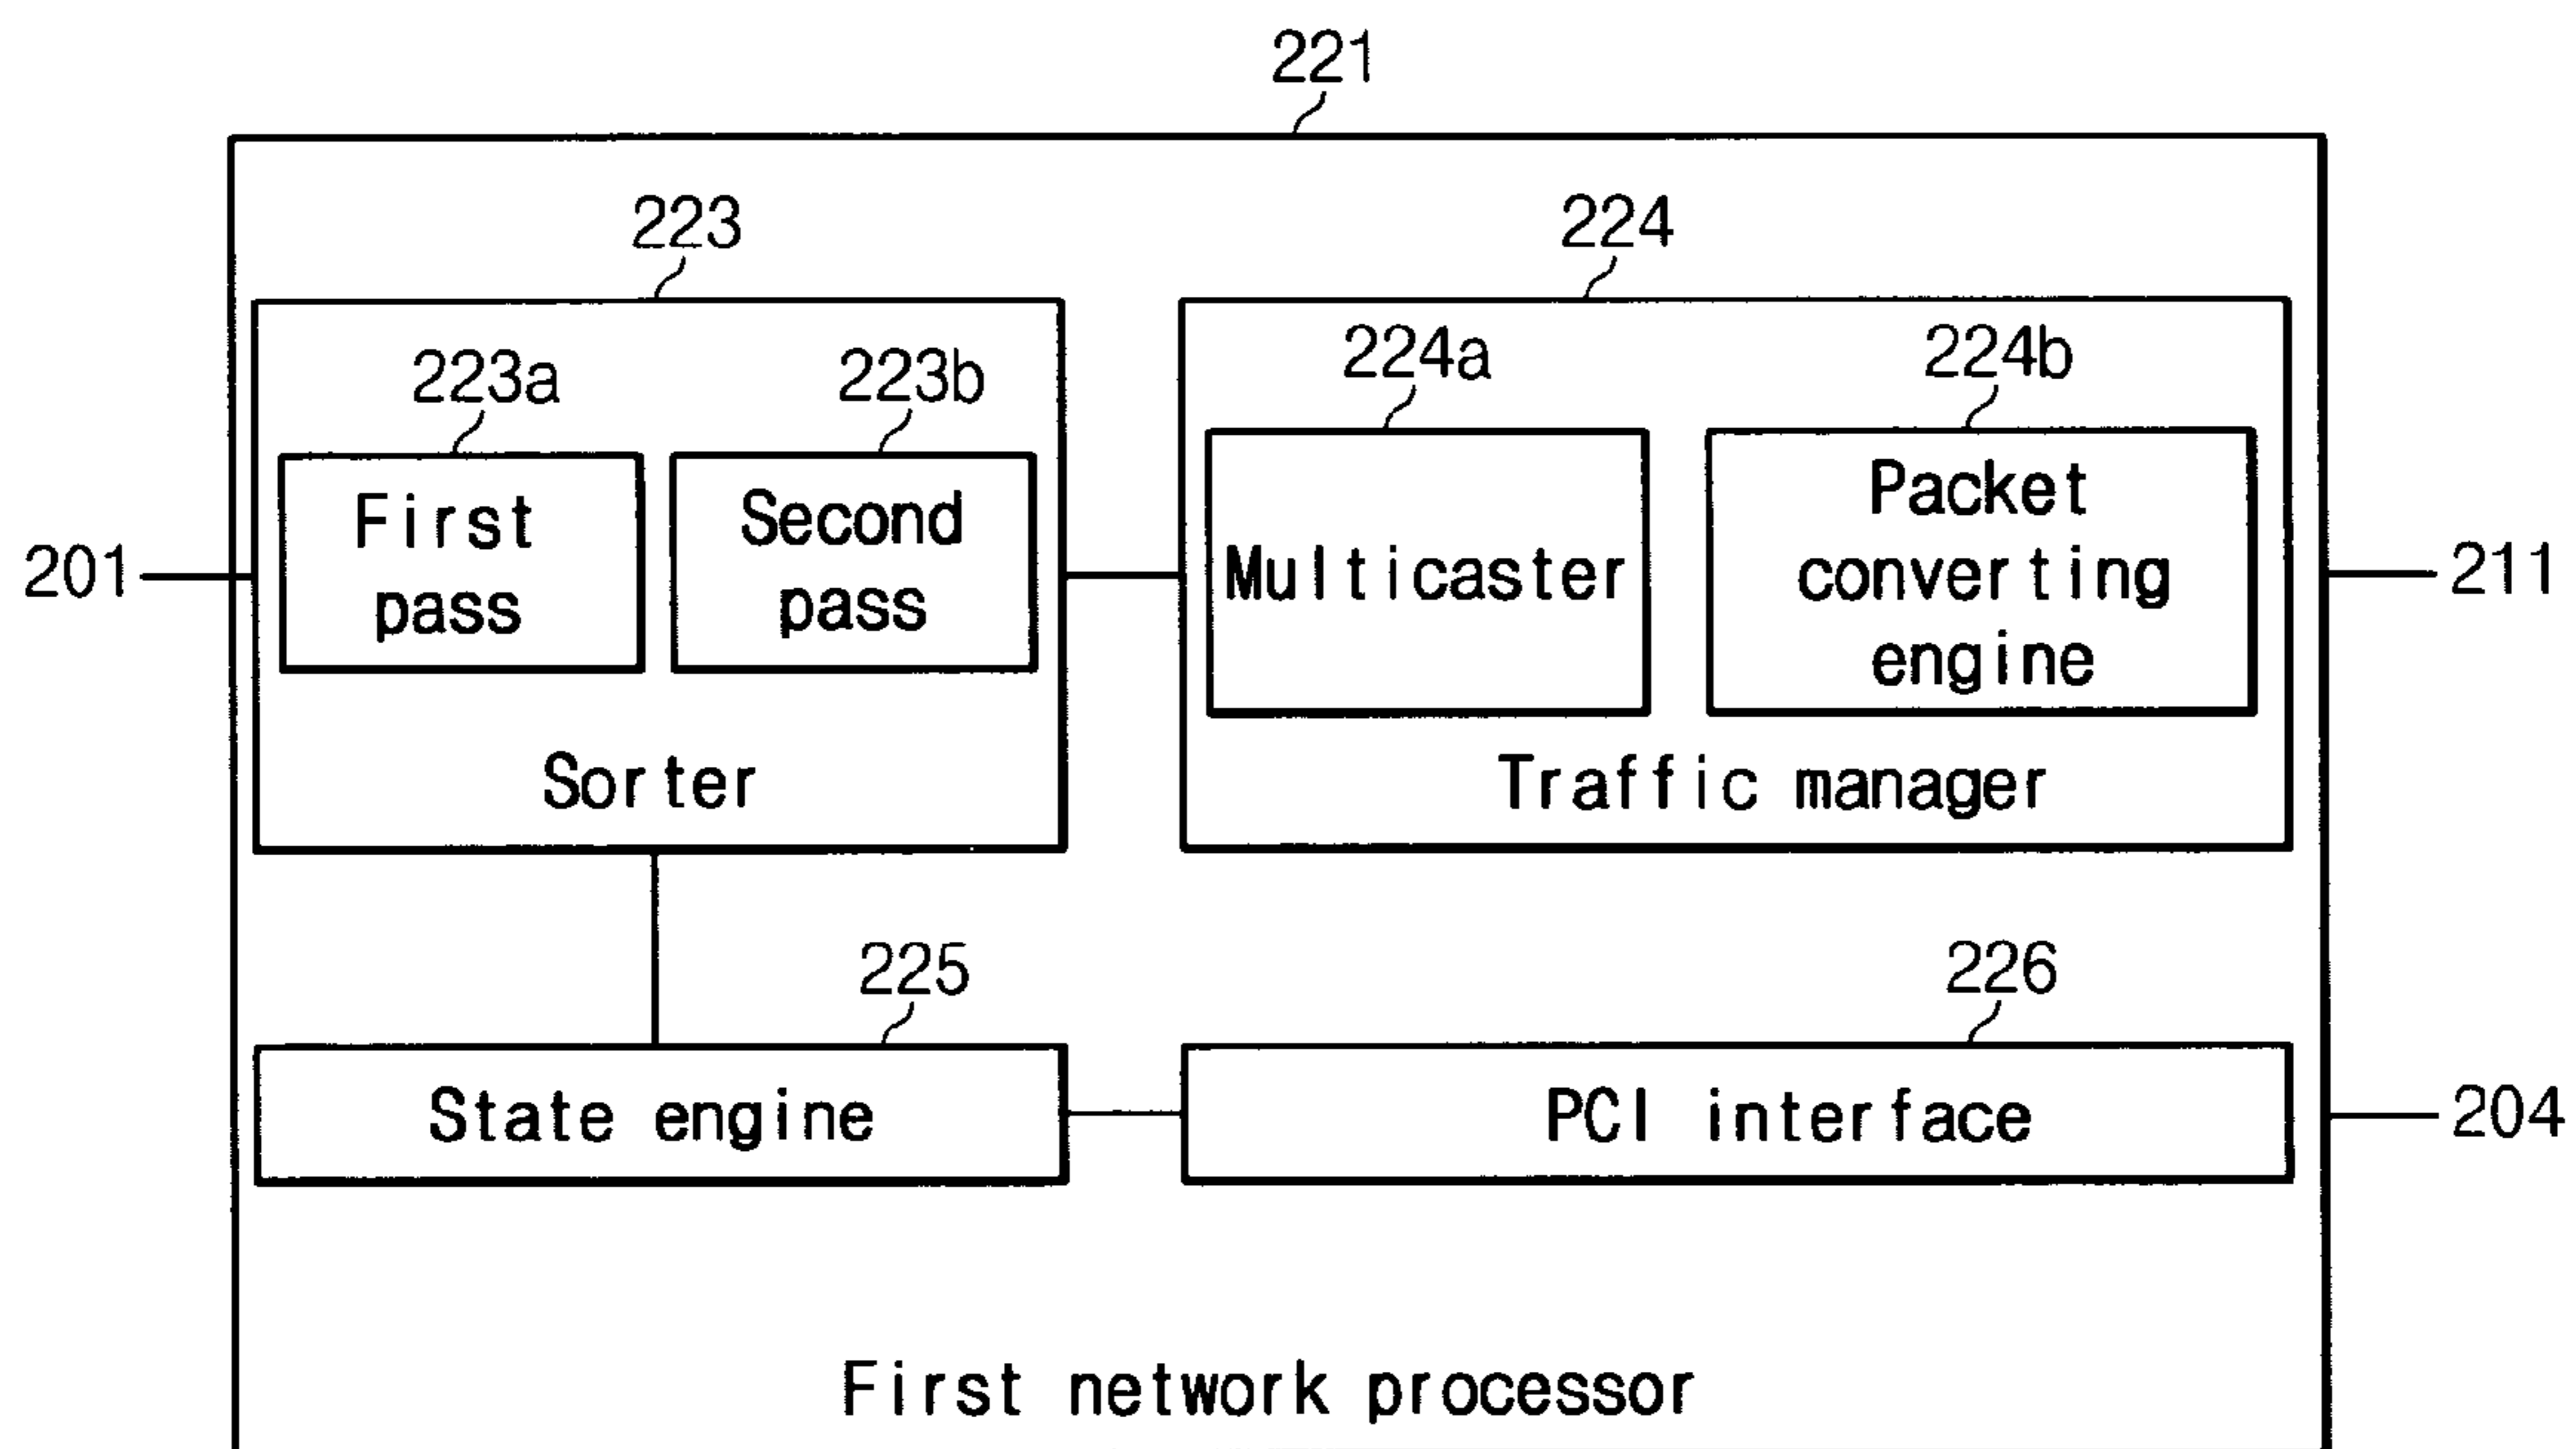 221
223
224
223a
223b
224a
224b
First
pass
Second
pass
Multicaster
Packet
converting
engine
201
211
Sorter
Traffic manager
225
226
State engine
PCI interface
204
First network processor